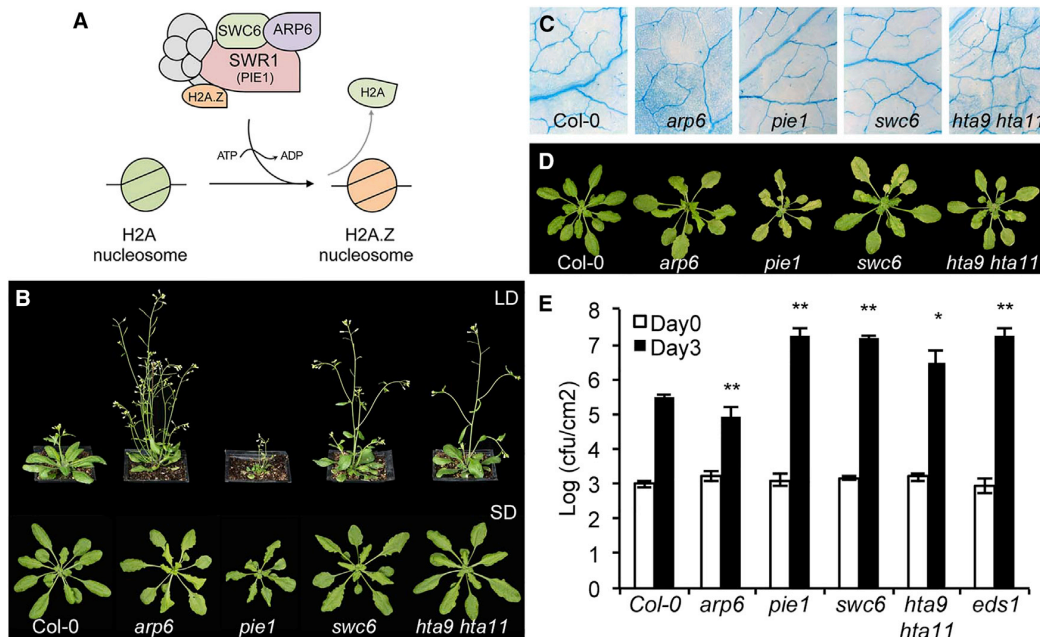 A
SWC6
ARP6
SWR1
(PIE1)
H2A.Z
H2A
ATP
ADP
H2A
nucleosome
H2A.Z
nucleosome
B
LD
SD
Col-0
arp6
pie1
swc6
hta9 hta11
C
Col-0
arp6
pie1
swc6
hta9 hta11
D
Col-0
arp6
pie1
swc6
hta9 hta11
E
Day0
Day3
Log (cfu/cm2)
8
7
6
5
4
3
2
1
0
**
**
**
*
**
Col-0
arp6
pie1
swc6
hta9
hta11
eds1